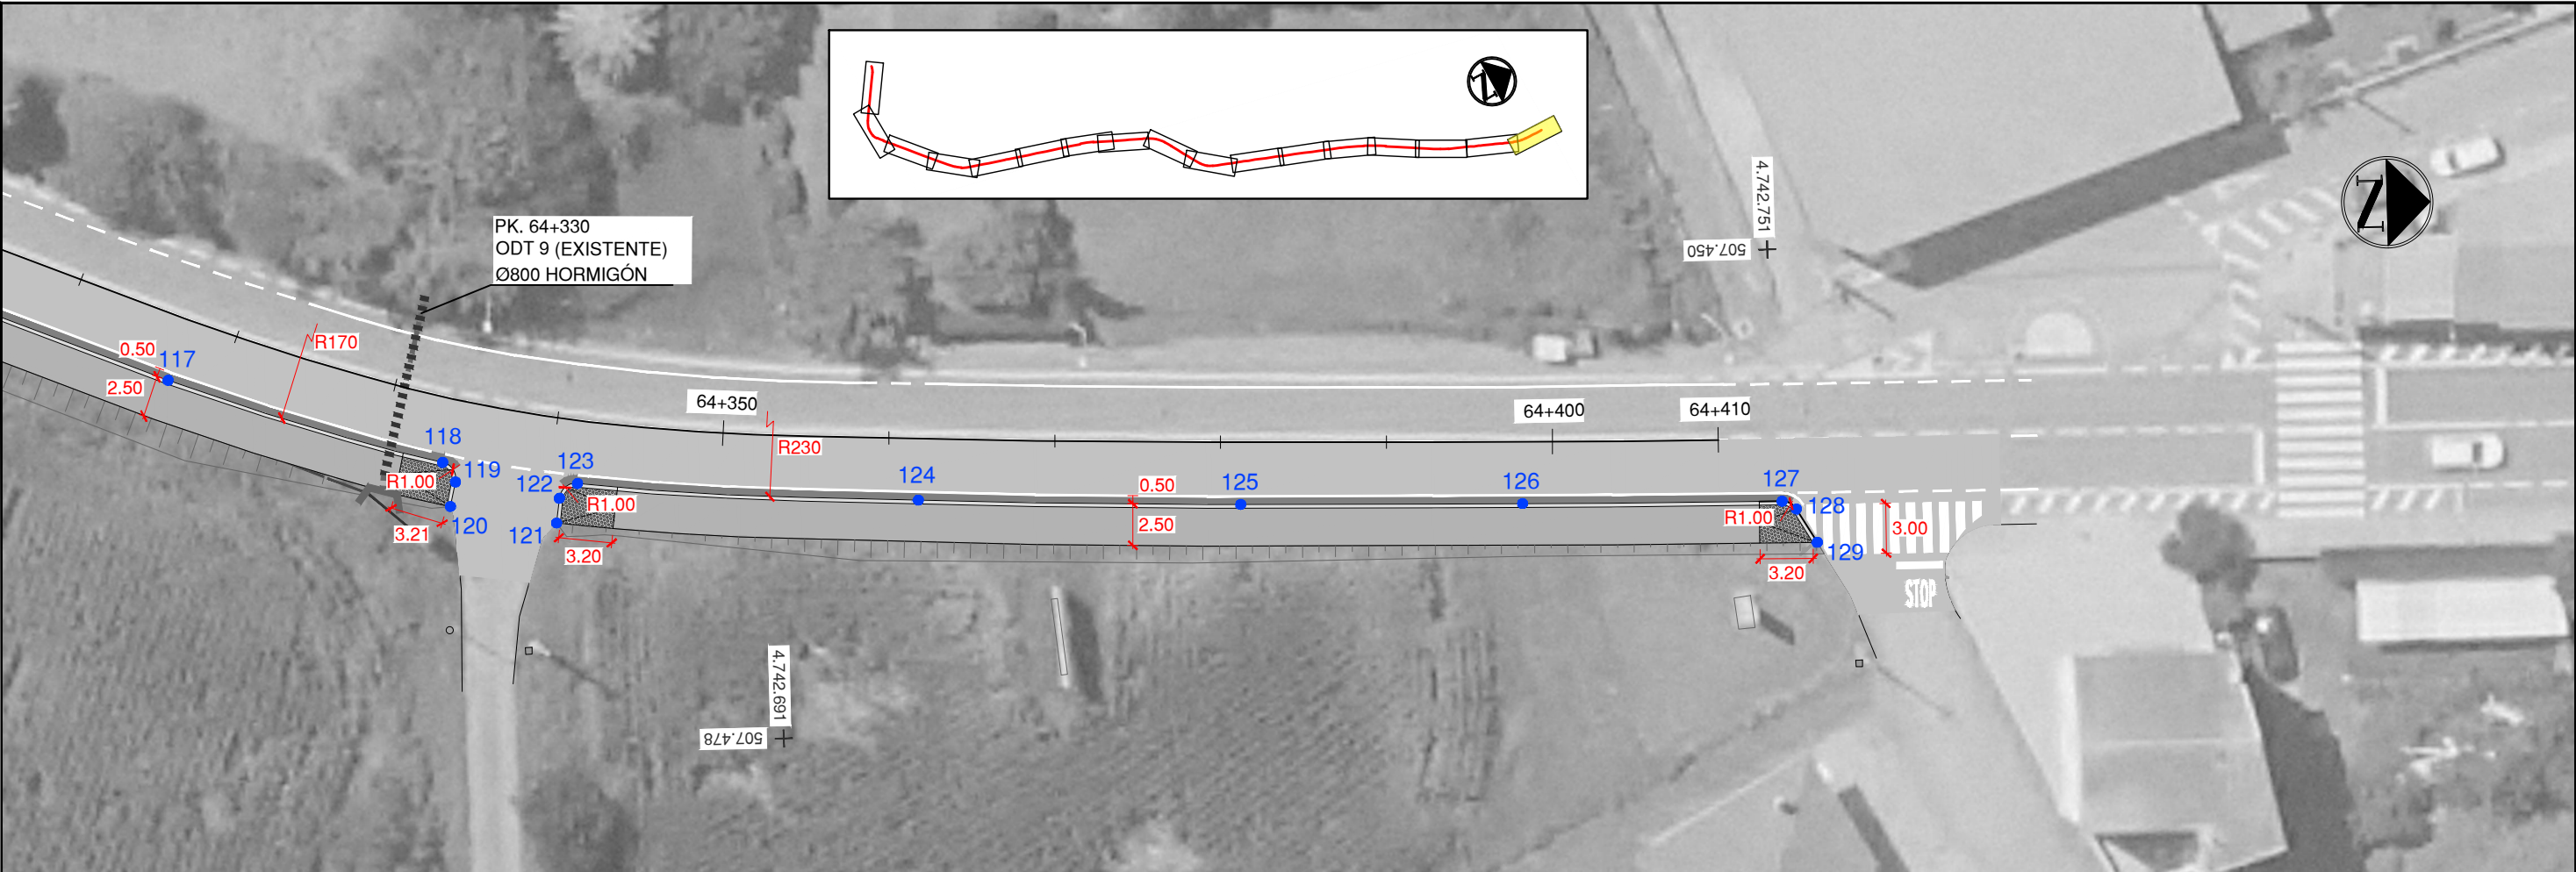 N
4.742.751
507.450
N
PK. 64+330
ODT 9 (EXISTENTE)
Ø800 HORMIGÓN
R170
0.50
117
2.50
64+350
64+400
64+410
118
119
R1.00
120
3.21
123
122
R1.00
121
3.20
R230
124
0.50
125
2.50
126
127
128
R1.00
129
3.20
3.00
STOP
4.742.691
507.478